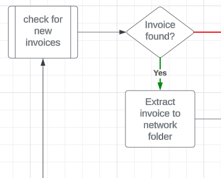 check for
new
invoices
Invoice
found?
Yes
Extract
invoice to
network
folder